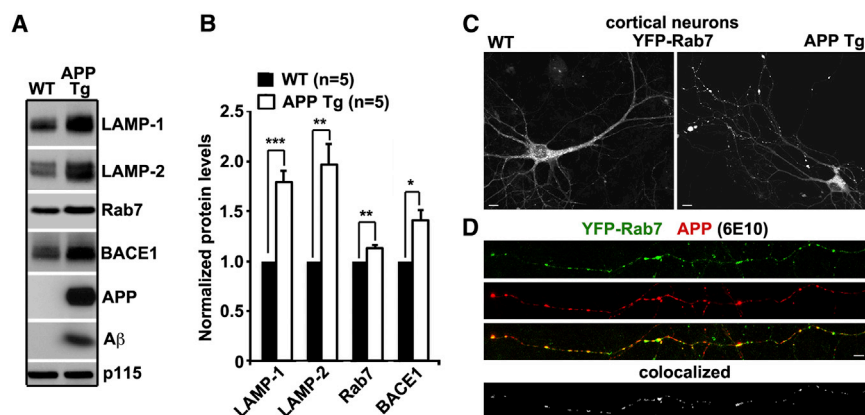 A
WT
APP
Tg
LAMP-1
LAMP-2
Rab7
BACE1
APP
Aβ
p115
B
WT (n=5)
APP Tg (n=5)
Normalized protein levels
2.5
2.0
1.5
1.0
0.5
0
***
**
**
*
LAMP-1
LAMP-2
Rab7
BACE1
C
cortical neurons
WT YFP-Rab7 APP Tg
D
YFP-Rab7 APP (6E10)
colocalized